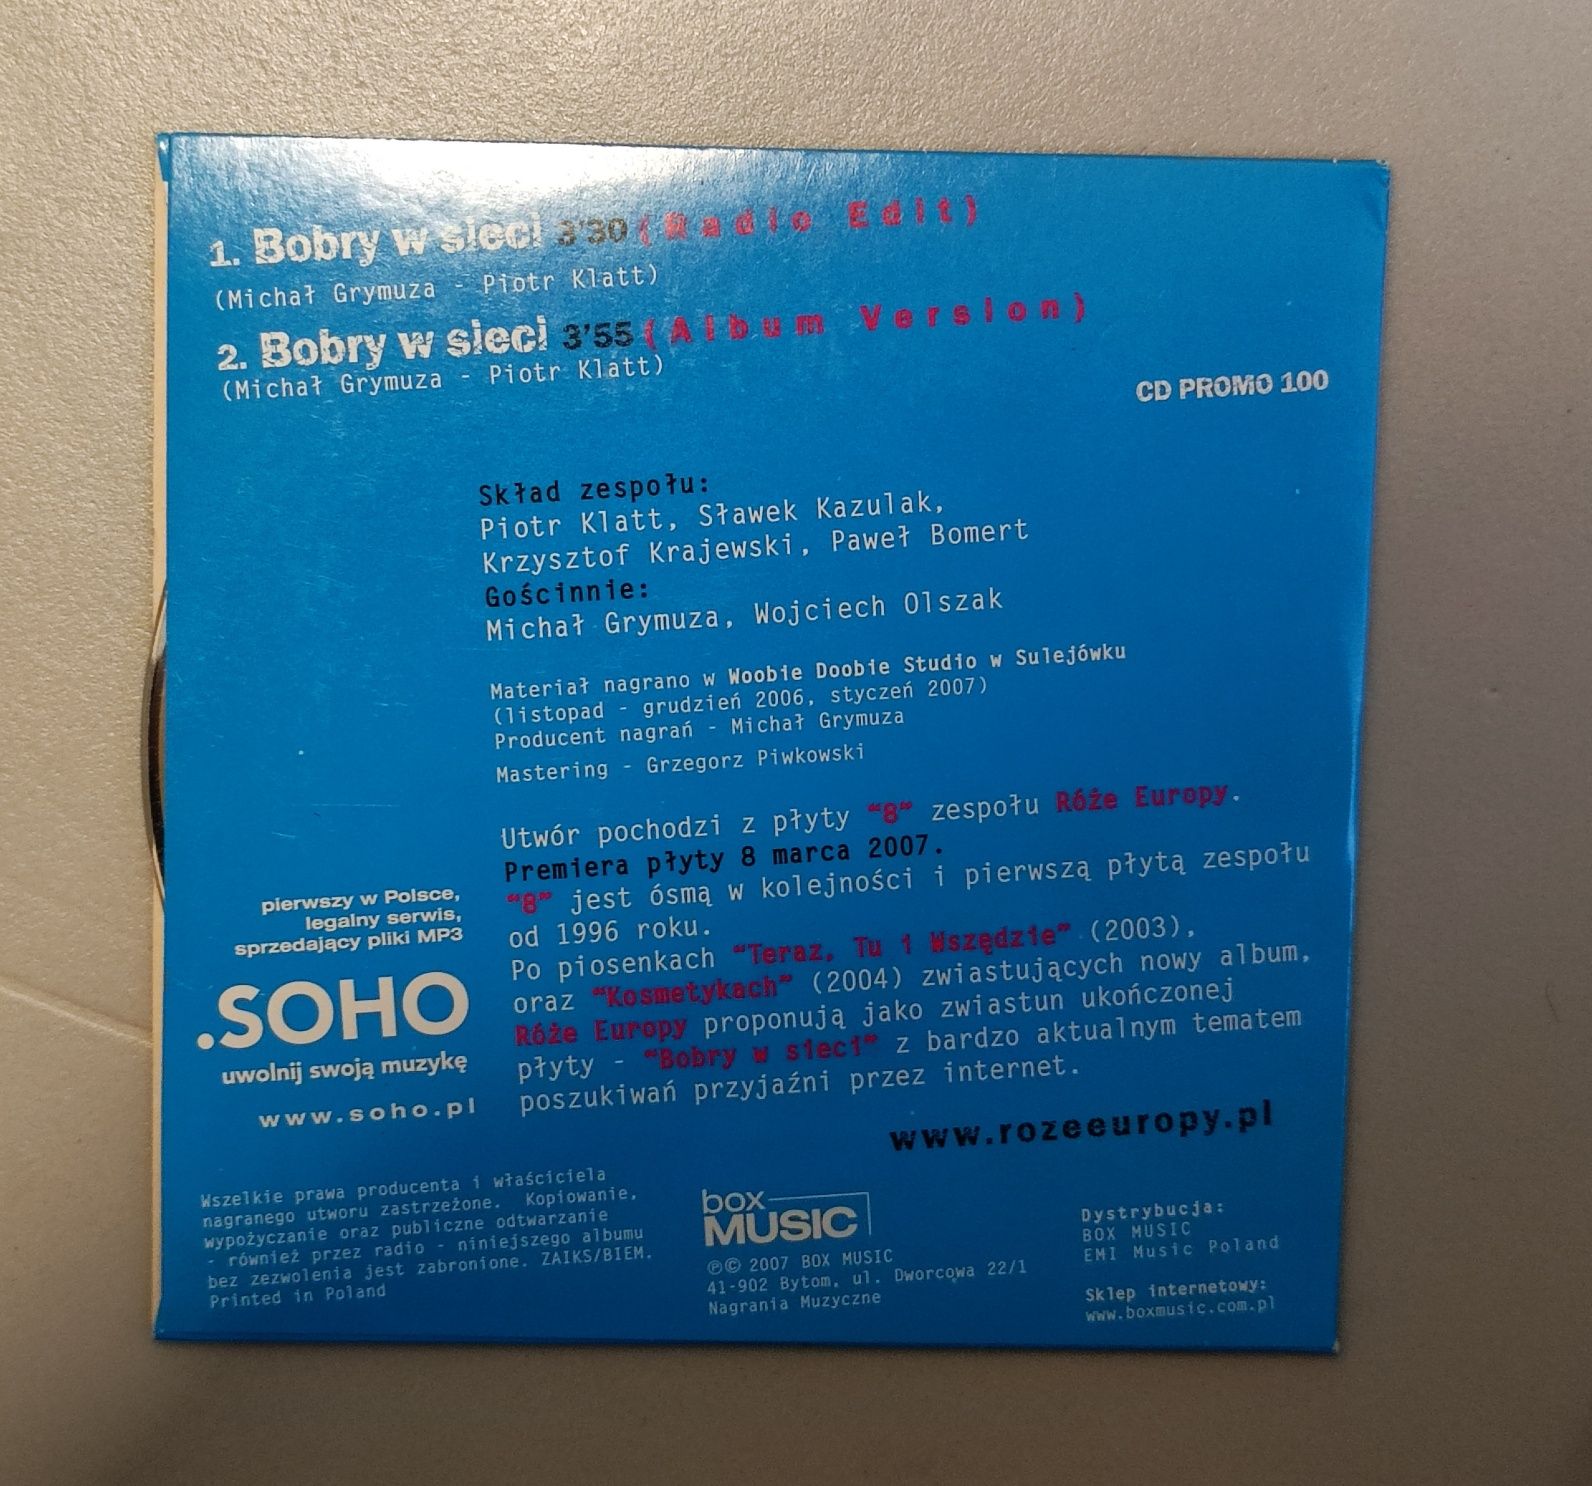 1. Bobry w sieci 3'30 (Radio Edit)
(Michał Grymuza - Piotr Klatt)
2. Bobry w sieci 3'55 (Album Version)
(Michał Grymuza - Piotr Klatt)
CD PROMO 100
Skład zespołu:
Piotr Klatt, Sławek Kazulak,
Krzysztof Krajewski, Paweł Bomert
Gościnnie:
Michał Grymuza, Wojciech Olszak
Materiał nagrano w Woobie Doobie Studio w Sulejówku
(listopad - grudzień 2006, styczeń 2007)
Producent nagrań - Michał Grymuza
Mastering - Grzegorz Piwkowski
Utwór pochodzi z płyty "8" zespołu Róże Europy.
Premiera płyty 8 marca 2007.
"8" jest ósmą w kolejności i pierwszą płytą zespołu
od 1996 roku.
Po piosenkach "Teraz, Tu i Wszędzie" (2003),
oraz "Kosmetykach" (2004) zwiastujących nowy album,
Róże Europy proponują jako zwiastun ukończonej
płyty - "Bobry w sieci" z bardzo aktualnym tematem
poszukiwań przyjaźni przez internet.
www.rozeeuropy.pl
pierwszy w Polsce,
legalny serwis,
sprzedający pliki MP3
.SOHO
uwolnij swoją muzykę
www.soho.pl
Wszelkie prawa producenta i właściciela
nagranego utworu zastrzeżone. Kopiowanie,
wypożyczanie oraz publiczne odtwarzanie
- również przez radio - niniejszego albumu
bez zezwolenia jest zabronione. ZAIKS/BIEM.
Printed in Poland
box
MUSIC
℗© 2007 BOX MUSIC
41-902 Bytom, ul. Dworcowa 22/1
Nagrania Muzyczne
Dystrybucja:
BOX MUSIC
EMI Music Poland
Sklep internetowy:
www.boxmusic.com.pl